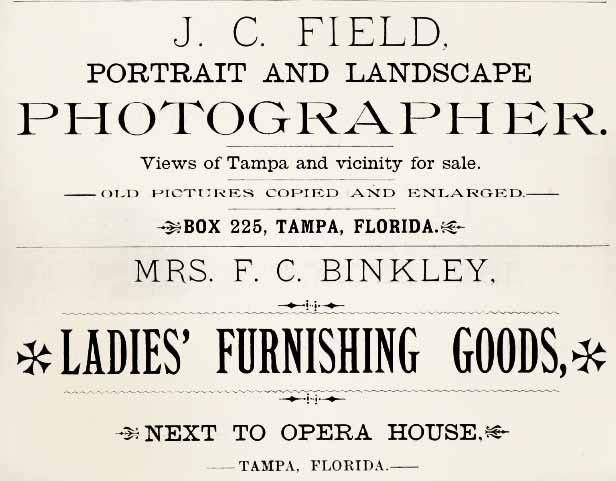 J. C. FIELD,
PORTRAIT AND LANDSCAPE
PHOTOGRAPHER.
Views of Tampa and vicinity for sale.
OLD PICTURES COPIED AND ENLARGED.
BOX 225, TAMPA, FLORIDA.
MRS. F. C. BINKLEY,
LADIES' FURNISHING GOODS,
NEXT TO OPERA HOUSE,
TAMPA, FLORIDA.